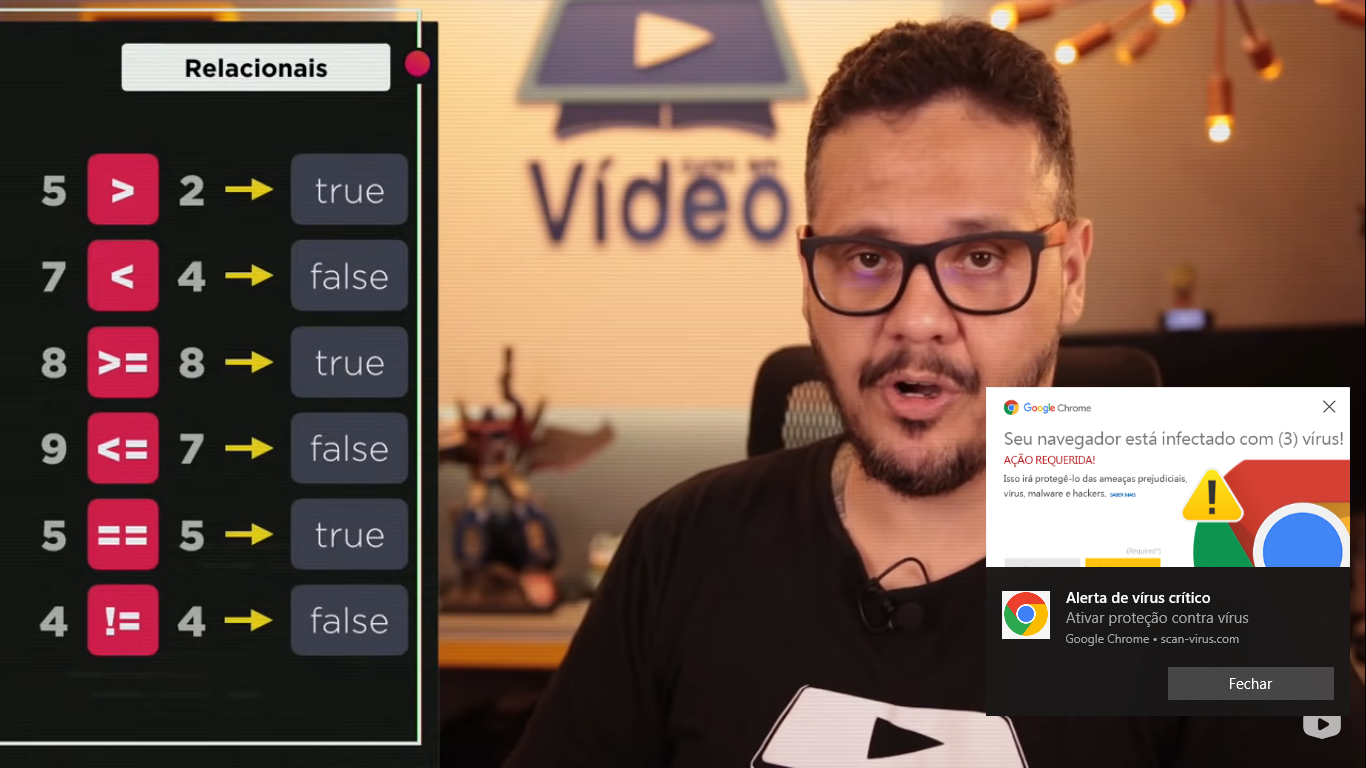 Relacionais
5 > 2 → true
7 < 4 → false
8 >= 8 → true
9 <= 7 → false
5 == 5 → true
4 != 4 → false
Vídeo
Google Chrome
Seu navegador está infectado com (3) vírus!
AÇÃO REQUERIDA!
Isso irá protegê-lo das ameaças prejudiciais,
vírus, malware e hackers. SABER MAIS
(Required*)
Alerta de vírus crítico
Ativar proteção contra vírus
Google Chrome • scan-virus.com
Fechar